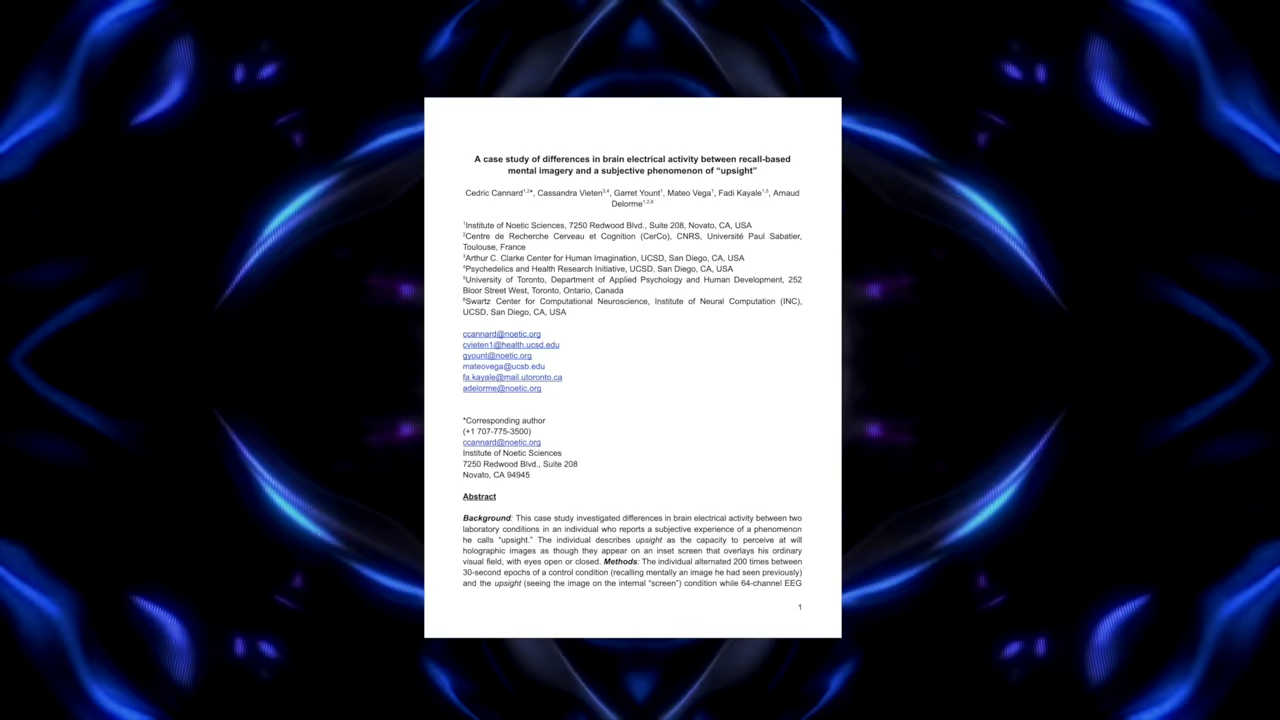 A case study of differences in brain electrical activity between recall-based
mental imagery and a subjective phenomenon of “upsight”
Cedric Cannard1,2*, Cassandra Vieten3,4, Garret Yount1, Mateo Vega1, Fadi Kayale1,5, Arnaud
Delorme1,2,6
1Institute of Noetic Sciences, 7250 Redwood Blvd., Suite 208, Novato, CA, USA
2Centre de Recherche Cerveau et Cognition (CerCo), CNRS, Université Paul Sabatier,
Toulouse, France
3Arthur C. Clarke Center for Human Imagination, UCSD, San Diego, CA, USA
4Psychedelics and Health Research Initiative, UCSD, San Diego, CA, USA
5University of Toronto, Department of Applied Psychology and Human Development, 252
Bloor Street West, Toronto, Ontario, Canada
6Swartz Center for Computational Neuroscience, Institute of Neural Computation (INC),
UCSD, San Diego, CA, USA
ccannard@noetic.org
cvieten1@health.ucsd.edu
gyount@noetic.org
mateovega@ucsb.edu
fa.kayale@mail.utoronto.ca
adelorme@noetic.org
*Corresponding author
(+1 707-775-3500)
ccannard@noetic.org
Institute of Noetic Sciences
7250 Redwood Blvd., Suite 208
Novato, CA 94945
Abstract
Background: This case study investigated differences in brain electrical activity between two
laboratory conditions in an individual who reports a subjective experience of a phenomenon
he calls “upsight.” The individual describes upsight as the capacity to perceive at will
holographic images as though they appear on an inset screen that overlays his ordinary
visual field, with eyes open or closed. Methods: The individual alternated 200 times between
30-second epochs of a control condition (recalling mentally an image he had seen previously)
and the upsight (seeing the image on the internal “screen”) condition while 64-channel EEG
1